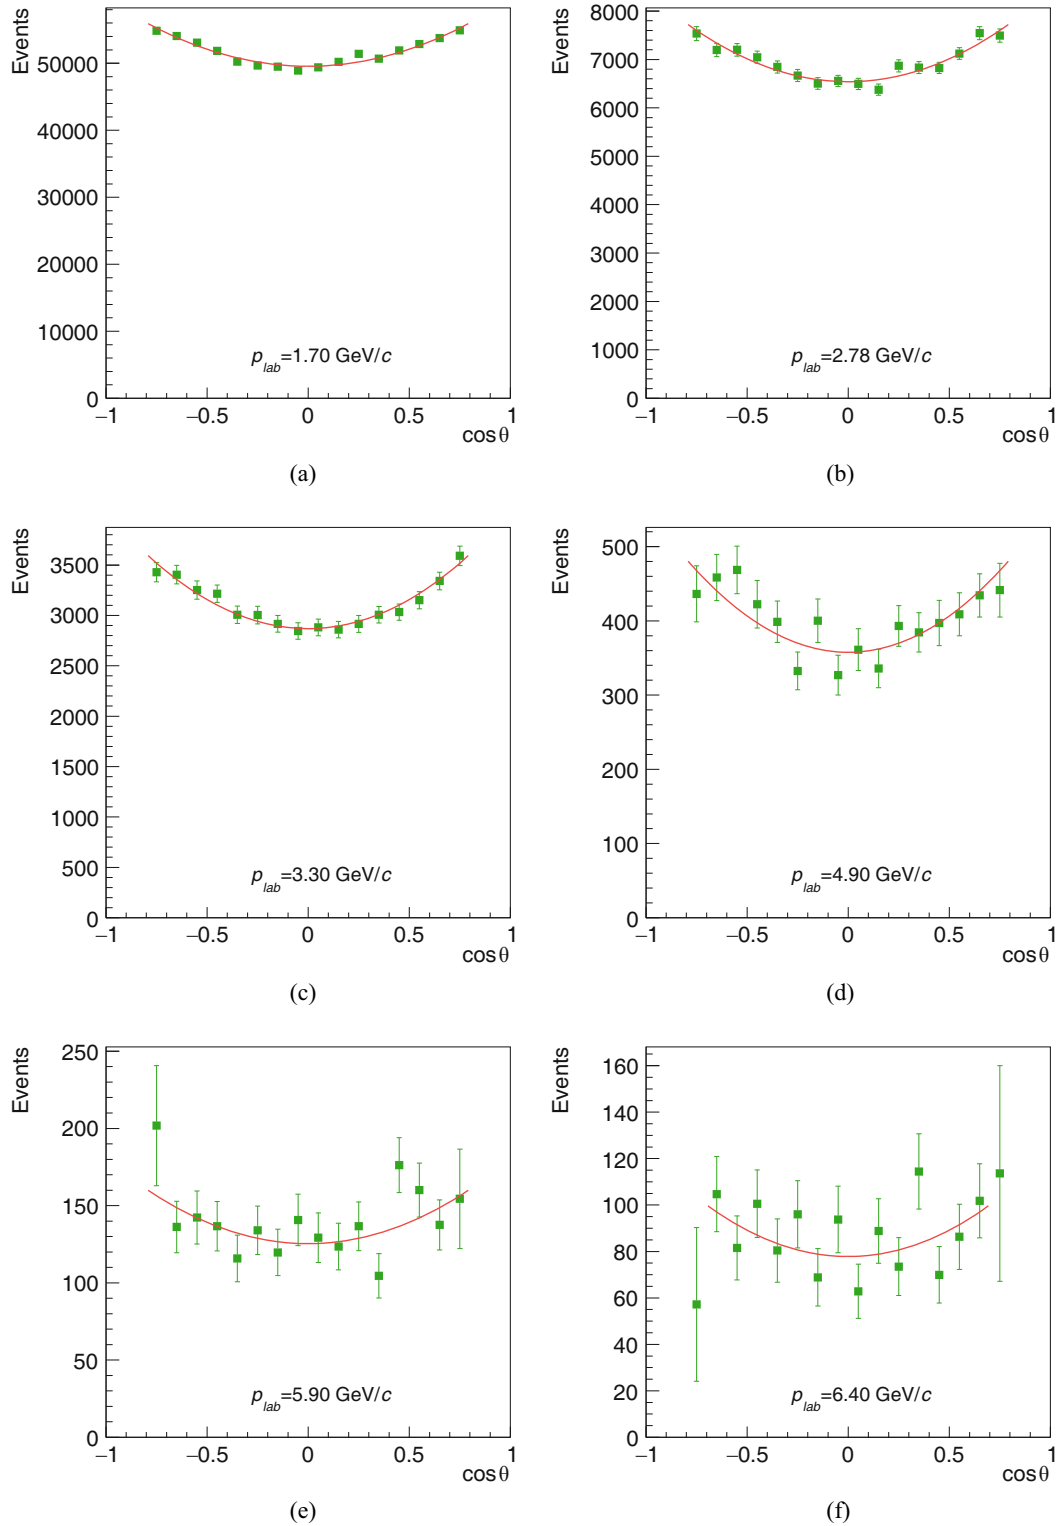 Events
50000
40000
30000
20000
10000
0
−1 −0.5 0 0.5 1
cosθ
p_lab=1.70 GeV/c
(a)
Events
8000
7000
6000
5000
4000
3000
2000
1000
0
−1 −0.5 0 0.5 1
cosθ
p_lab=2.78 GeV/c
(b)
Events
3500
3000
2500
2000
1500
1000
500
0
−1 −0.5 0 0.5 1
cosθ
p_lab=3.30 GeV/c
(c)
Events
500
400
300
200
100
0
−1 −0.5 0 0.5 1
cosθ
p_lab=4.90 GeV/c
(d)
Events
250
200
150
100
50
0
−1 −0.5 0 0.5 1
cosθ
p_lab=5.90 GeV/c
(e)
Events
160
140
120
100
80
60
40
20
0
−1 −0.5 0 0.5 1
cosθ
p_lab=6.40 GeV/c
(f)